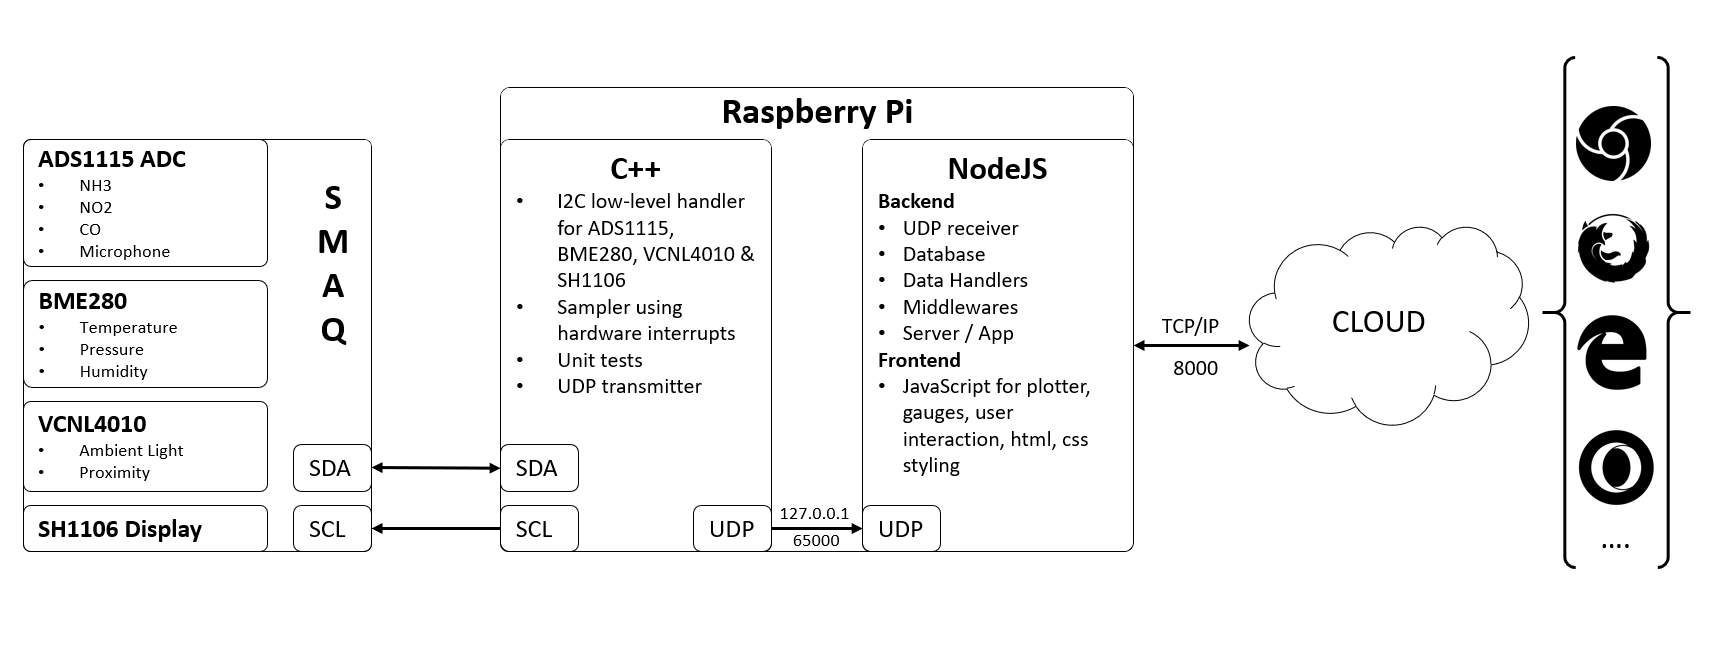 ADS1115 ADC
• NH3
• NO2
• CO
• Microphone
BME280
• Temperature
• Pressure
• Humidity
VCNL4010
• Ambient Light
• Proximity
SH1106 Display
S
M
A
Q
SDA
SCL
Raspberry Pi
C++
• I2C low-level handler
for ADS1115,
BME280, VCNL4010 &
SH1106
• Sampler using
hardware interrupts
• Unit tests
• UDP transmitter
SDA
SCL
UDP
127.0.0.1
65000
NodeJS
Backend
• UDP receiver
• Database
• Data Handlers
• Middlewares
• Server / App
Frontend
• JavaScript for plotter,
gauges, user
interaction, html, css
styling
UDP
TCP/IP
8000
CLOUD
....